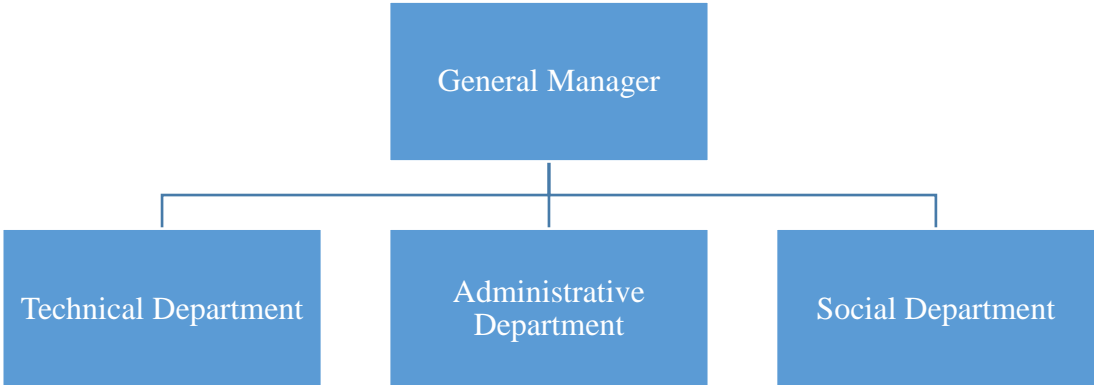 General Manager
Technical Department
Administrative
Department
Social Department